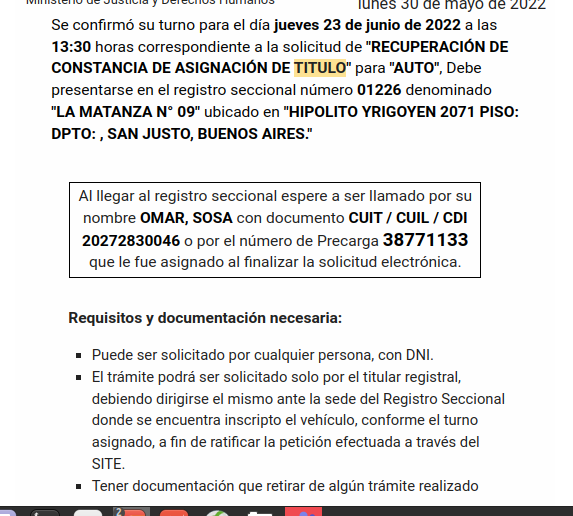 Ministerio de Justicia y Derechos Humanos
lunes 30 de mayo de 2022
Se confirmó su turno para el día jueves 23 de junio de 2022 a las
13:30 horas correspondiente a la solicitud de "RECUPERACIÓN DE
CONSTANCIA DE ASIGNACIÓN DE TITULO" para "AUTO", Debe
presentarse en el registro seccional número 01226 denominado
"LA MATANZA N° 09" ubicado en "HIPOLITO YRIGOYEN 2071 PISO:
DPTO: , SAN JUSTO, BUENOS AIRES."
Al llegar al registro seccional espere a ser llamado por su
nombre OMAR, SOSA con documento CUIT / CUIL / CDI
20272830046 o por el número de Precarga 38771133
que le fue asignado al finalizar la solicitud electrónica.
Requisitos y documentación necesaria:
▪ Puede ser solicitado por cualquier persona, con DNI.
▪ El trámite podrá ser solicitado solo por el titular registral,
debiendo dirigirse el mismo ante la sede del Registro Seccional
donde se encuentra inscripto el vehículo, conforme el turno
asignado, a fin de ratificar la petición efectuada a través del
SITE.
▪ Tener documentación que retirar de algún trámite realizado
2